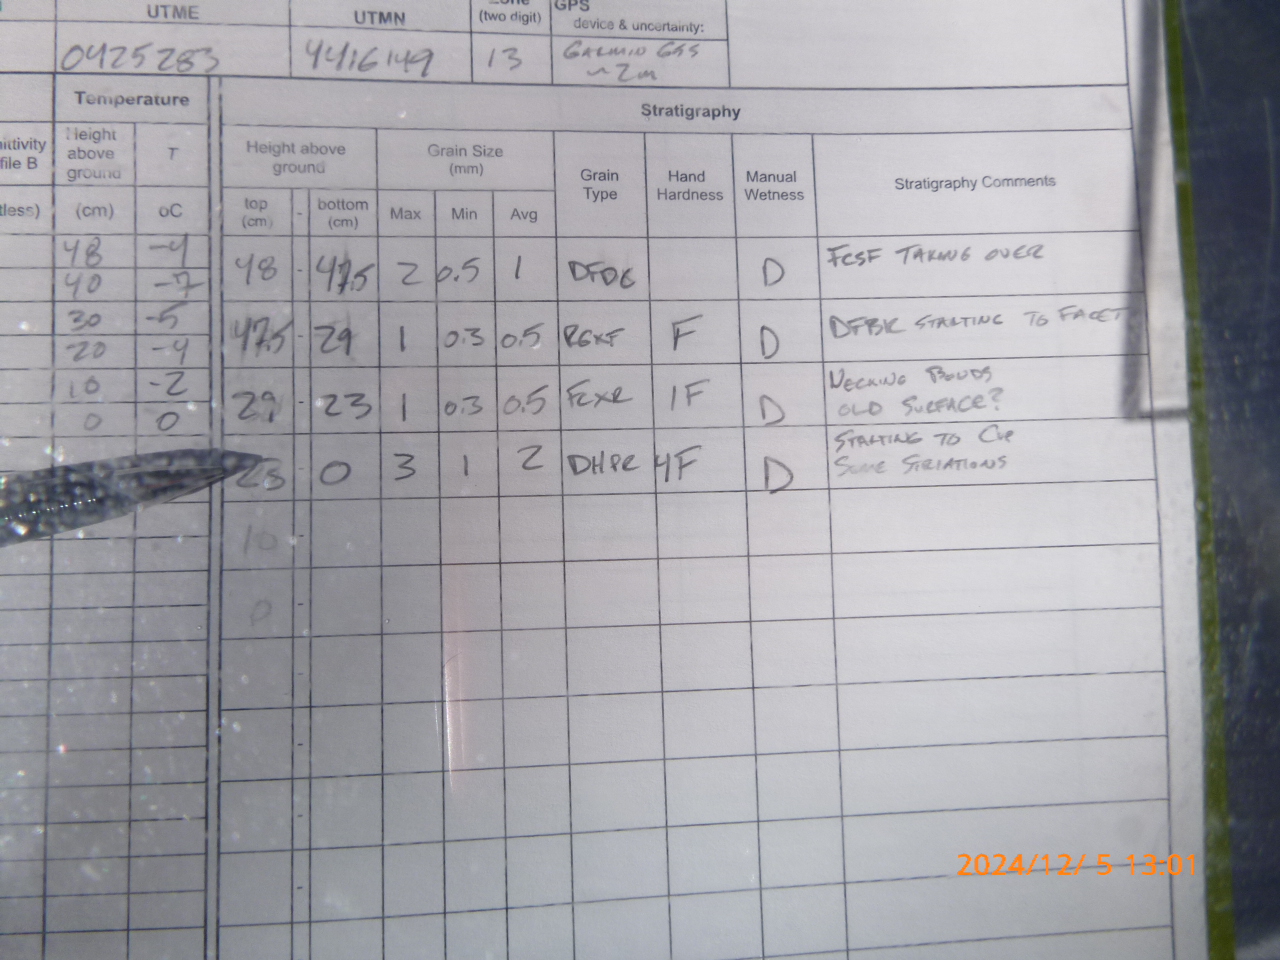 UTME UTMN (two digit) GPS device & uncertainty:
0425283 4416149 13 GARMIN G55 ~2m
Temperature Stratigraphy
Height above ground T Height above ground Grain Size (mm) Grain Type Hand Hardness Manual Wetness Stratigraphy Comments
(cm) oC top (cm) - bottom (cm) Max Min Avg
48 -4 48 - 47.5 2 0.5 1 DFDC D FCSF TAKING OVER
40 -7
30 -5 47.5 - 29 1 0.3 0.5 RGXF F D DFBK STARTING TO FACET
20 -4
10 -2 29 - 23 1 0.3 0.5 FCXR 1F D NECKING BONDS
0 0 OLD SURFACE?
23 - 0 3 1 2 DHPR 4F D STARTING TO CUP
SOME STRIATIONS
10 -
0 -
-
-
-
-
2024/12/ 5 13:01